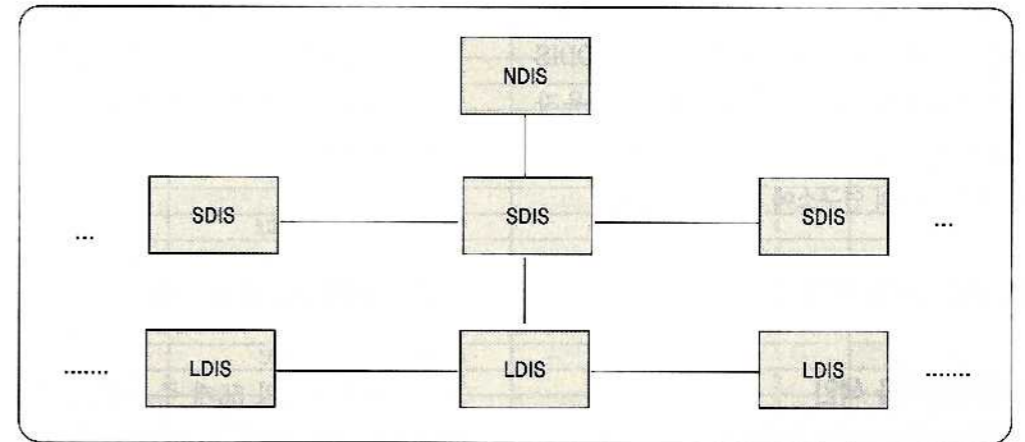 NDIS
SDIS SDIS SDIS
... ...
LDIS LDIS LDIS
....... .......